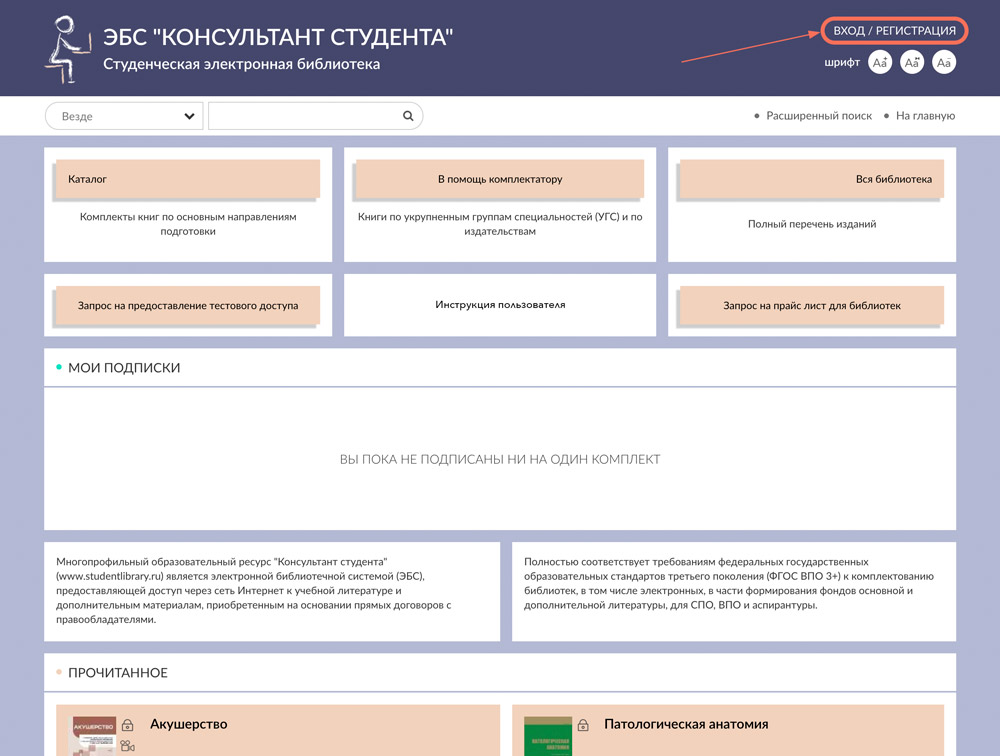 ЭБС "КОНСУЛЬТАНТ СТУДЕНТА"
Студенческая электронная библиотека
ВХОД / РЕГИСТРАЦИЯ
шрифт Aa+ Aa Aa-
Везде
Расширенный поиск
На главную
Каталог
Комплекты книг по основным направлениям
подготовки
В помощь комплектатору
Книги по укрупненным группам специальностей (УГС) и по
издательствам
Вся библиотека
Полный перечень изданий
Запрос на предоставление тестового доступа
Инструкция пользователя
Запрос на прайс лист для библиотек
МОИ ПОДПИСКИ
ВЫ ПОКА НЕ ПОДПИСАНЫ НИ НА ОДИН КОМПЛЕКТ
Многопрофильный образовательный ресурс "Консультант студента"
(www.studentlibrary.ru) является электронной библиотечной системой (ЭБС),
предоставляющей доступ через сеть Интернет к учебной литературе и
дополнительным материалам, приобретенным на основании прямых договоров с
правообладателями.
Полностью соответствует требованиям федеральных государственных
образовательных стандартов третьего поколения (ФГОС ВПО 3+) к комплектованию
библиотек, в том числе электронных, в части формирования фондов основной и
дополнительной литературы, для СПО, ВПО и аспирантуры.
ПРОЧИТАННОЕ
АКУШЕРСТВО
Акушерство
ПАТОЛОГИЧЕСКАЯ
АНАТОМИЯ
Патологическая анатомия